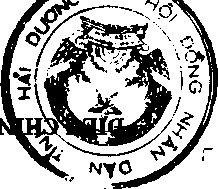 HỘI ĐỒNG NHÂN DÂN
TỈNH HẢI DƯƠNG